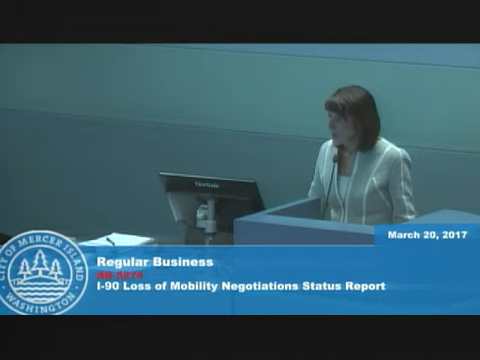 ViewSonic
March 20, 2017
Regular Business
AB 5274
I-90 Loss of Mobility Negotiations Status Report
CITY OF MERCER ISLAND
WASHINGTON